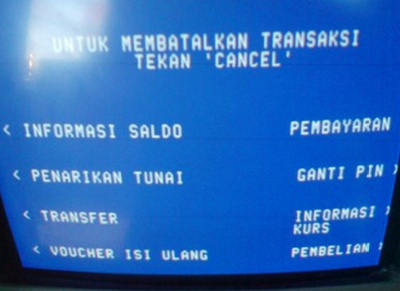 UNTUK MEMBATALKAN TRANSAKSI
TEKAN 'CANCEL'
< INFORMASI SALDO
PEMBAYARAN
< PENARIKAN TUNAI
GANTI PIN >
< TRANSFER
INFORMASI >
KURS
< VOUCHER ISI ULANG
PEMBELIAN >